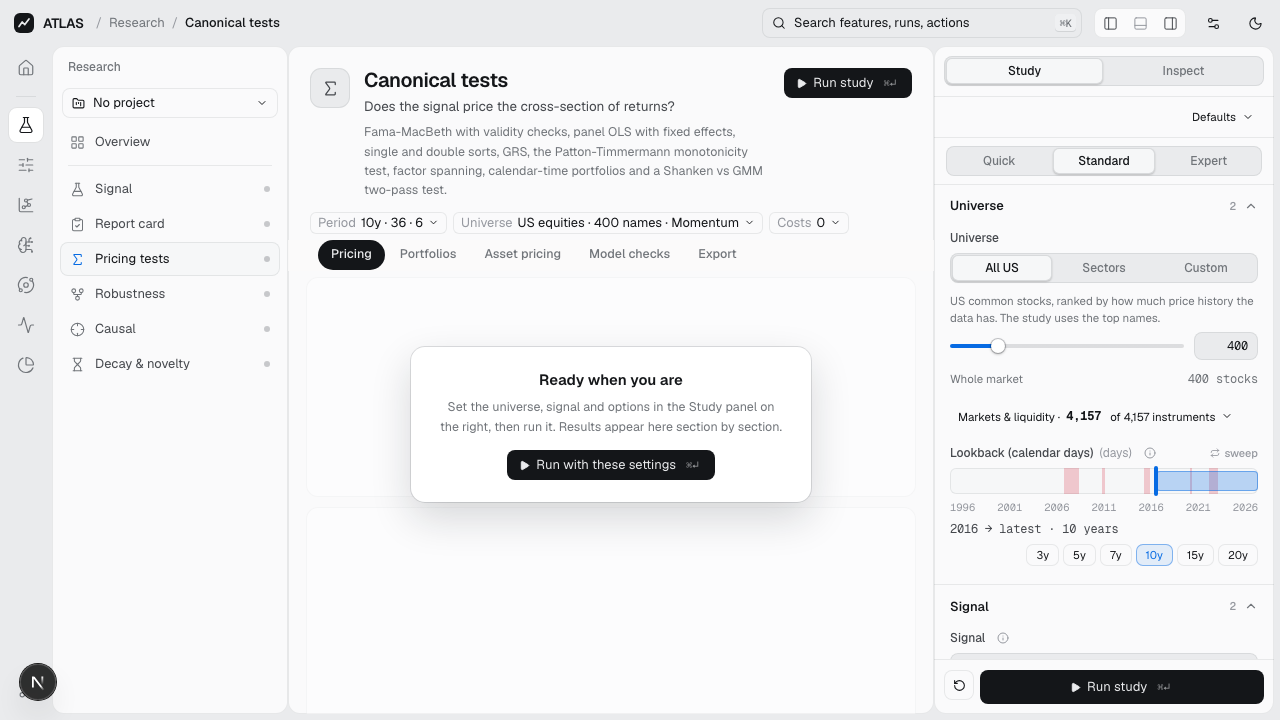 ATLAS / Research / Canonical tests
Search features, runs, actions
⌘K
Research
No project
Overview
Signal
Report card
Pricing tests
Robustness
Causal
Decay & novelty
N
Canonical tests
Does the signal price the cross-section of returns?
Fama-MacBeth with validity checks, panel OLS with fixed effects,
single and double sorts, GRS, the Patton-Timmermann monotonicity
test, factor spanning, calendar-time portfolios and a Shanken vs GMM
two-pass test.
Run study ⌘↵
Period 10y · 36 · 6
Universe US equities · 400 names · Momentum
Costs 0
Pricing
Portfolios
Asset pricing
Model checks
Export
Ready when you are
Set the universe, signal and options in the Study panel on
the right, then run it. Results appear here section by section.
Run with these settings ⌘↵
Study
Inspect
Defaults
Quick
Standard
Expert
Universe 2
Universe
All US
Sectors
Custom
US common stocks, ranked by how much price history the
data has. The study uses the top names.
400
Whole market 400 stocks
Markets & liquidity · 4,157 of 4,157 instruments
Lookback (calendar days) (days) sweep
1996 2001 2006 2011 2016 2021 2026
2016 → latest · 10 years
3y 5y 7y 10y 15y 20y
Signal 2
Signal
Run study ⌘↵